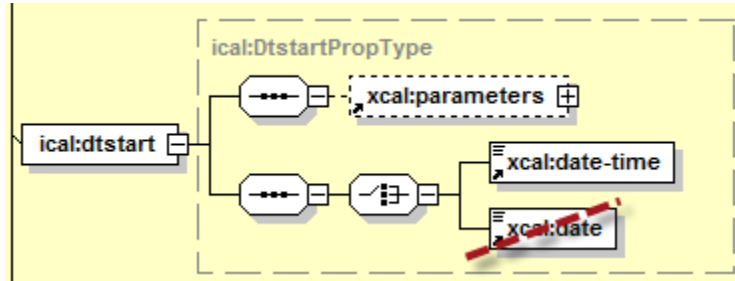 ical:DtstartPropType
xcal:parameters
ical:dtstart
xcal:date-time
xcal:date